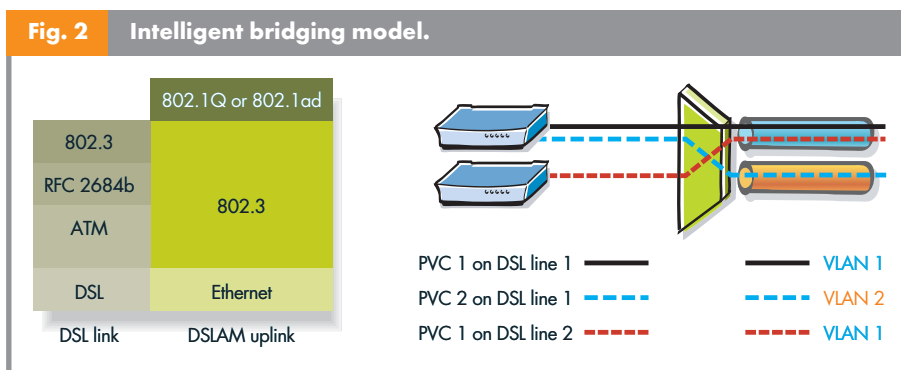 Fig. 2 Intelligent bridging model.
802.1Q or 802.1ad
802.3
RFC 2684b
ATM
802.3
DSL
Ethernet
DSL link
DSLAM uplink
PVC 1 on DSL line 1 VLAN 1
PVC 2 on DSL line 1 VLAN 2
PVC 1 on DSL line 2 VLAN 1